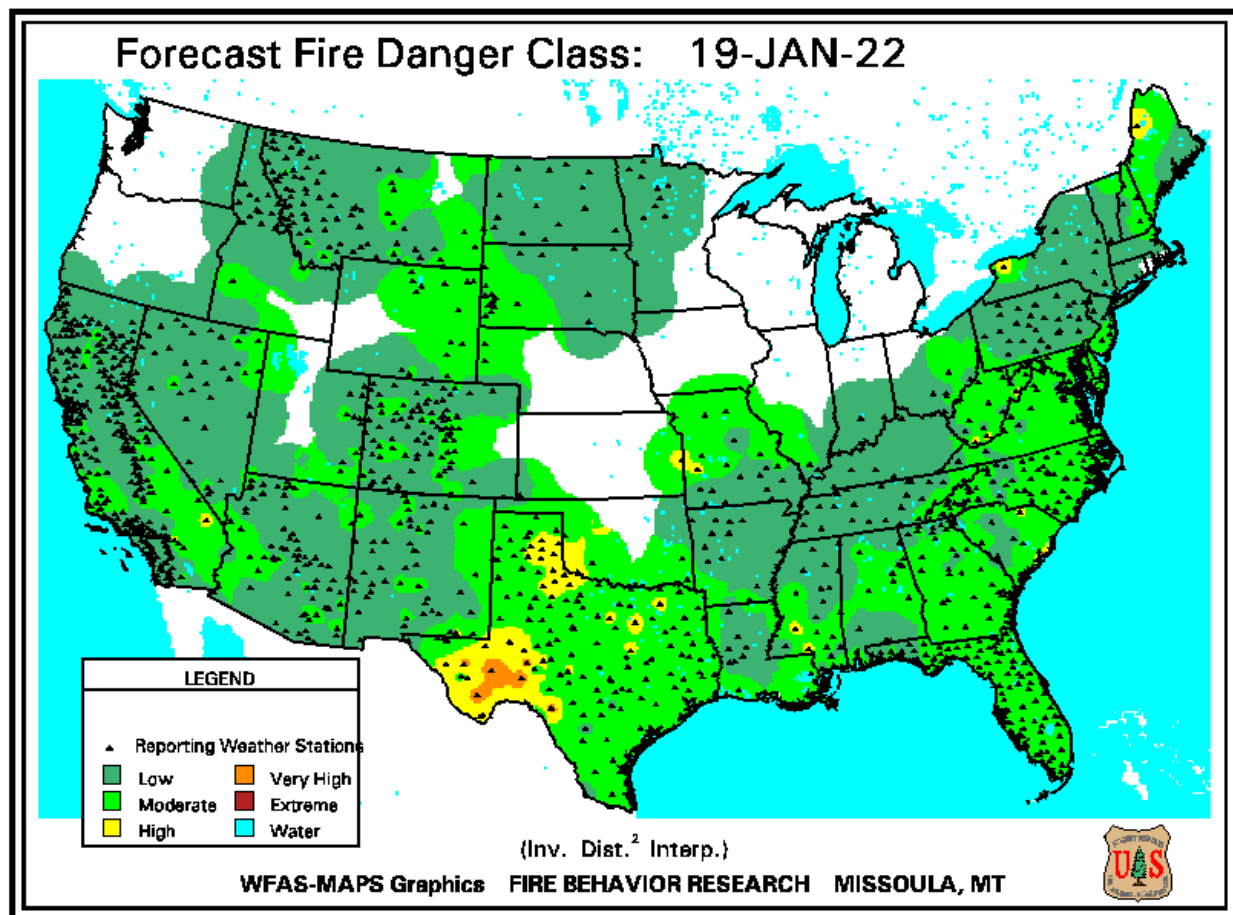 Forecast Fire Danger Class: 19-JAN-22
LEGEND
Reporting Weather Stations
Low
Very High
Moderate
Extreme
High
Water
(Inv. Dist.² Interp.)
WFAS-MAPS Graphics FIRE BEHAVIOR RESEARCH MISSOULA, MT
U S